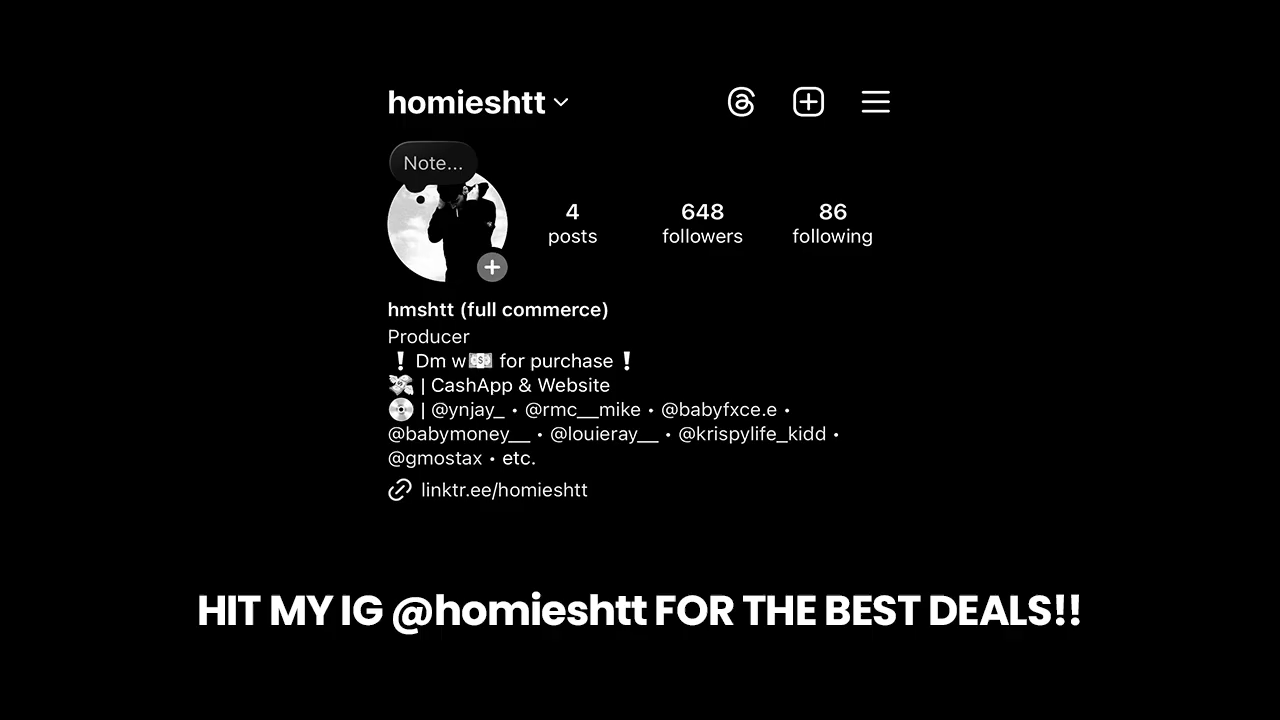 homieshtt
Note...
4
posts
648
followers
86
following
hmshtt (full commerce)
Producer
❗ Dm w💵 for purchase❗
💸 | CashApp & Website
💿 | @ynjay_ • @rmc__mike • @babyfxce.e •
@babymoney__ • @louieray__ • @krispylife_kidd •
@gmostax • etc.
linktr.ee/homieshtt
HIT MY IG @homieshtt FOR THE BEST DEALS!!